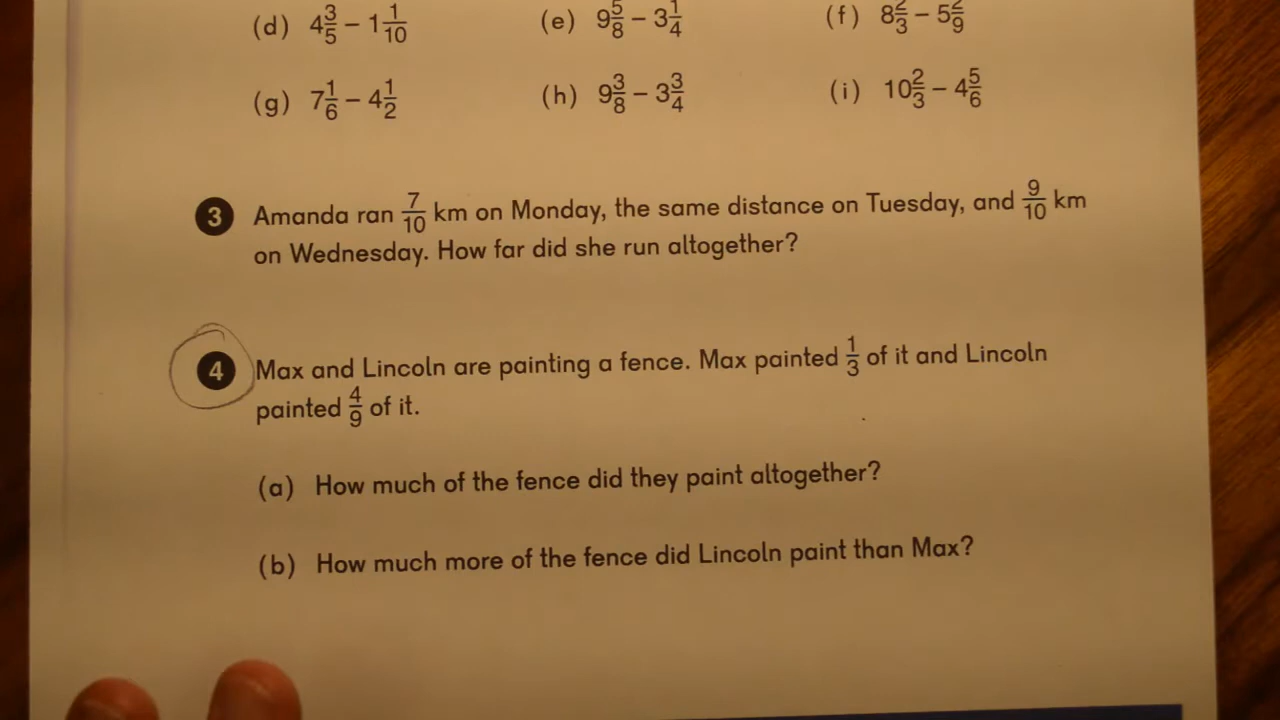 (d) 4 3/5 − 1 1/10 (e) 9 5/8 − 3 1/4 (f) 8 2/3 − 5 2/9
(g) 7 1/6 − 4 1/2 (h) 9 3/8 − 3 3/4 (i) 10 2/3 − 4 5/6
3 Amanda ran 7/10 km on Monday, the same distance on Tuesday, and 9/10 km
on Wednesday. How far did she run altogether?
4 Max and Lincoln are painting a fence. Max painted 1/3 of it and Lincoln
painted 4/9 of it.
(a) How much of the fence did they paint altogether?
(b) How much more of the fence did Lincoln paint than Max?